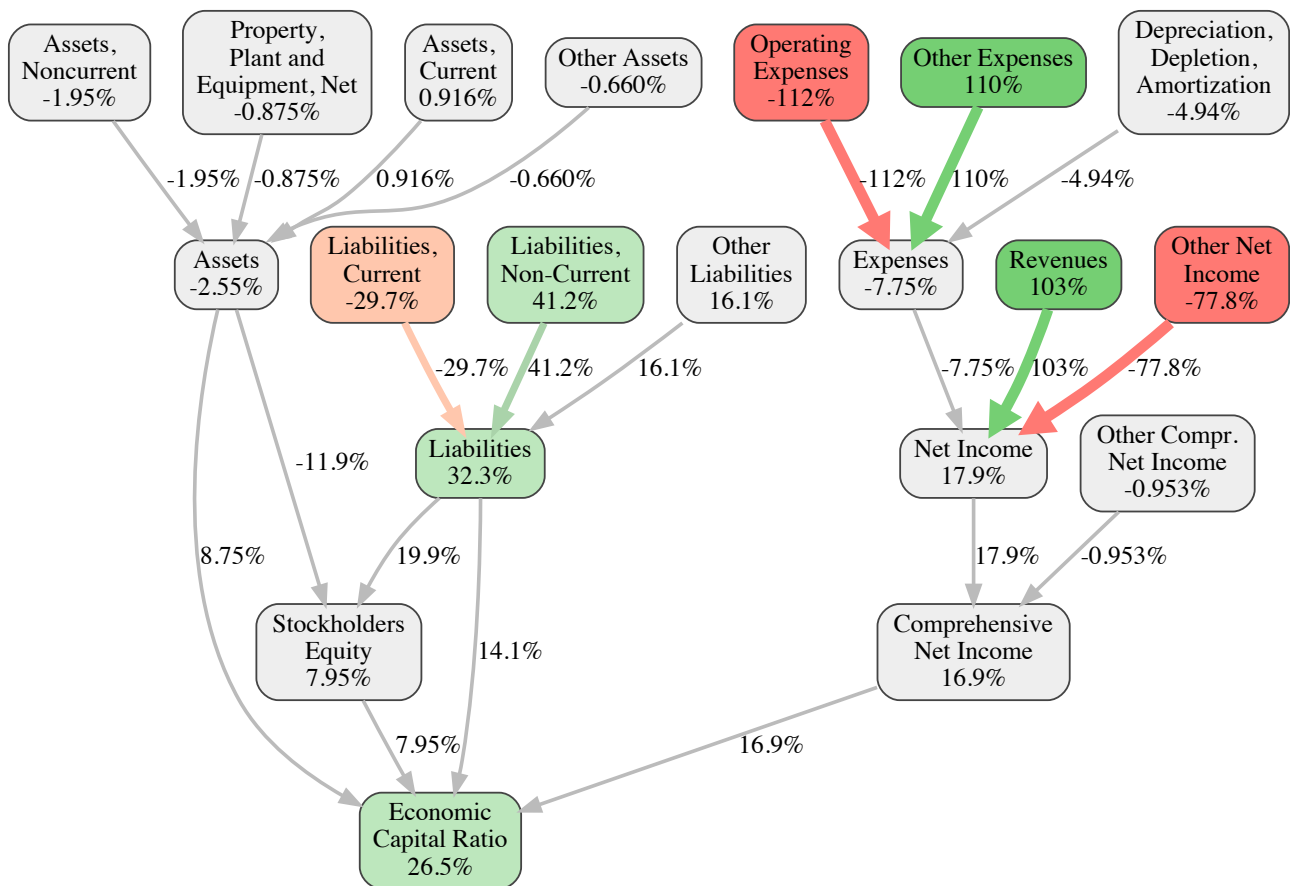 Assets,
Noncurrent
-1.95%
Property,
Plant and
Equipment, Net
-0.875%
Assets,
Current
0.916%
Other Assets
-0.660%
Operating
Expenses
-112%
Other Expenses
110%
Depreciation,
Depletion,
Amortization
-4.94%
-1.95%
-0.875%
0.916%
-0.660%
-112%
110%
-4.94%
Assets
-2.55%
Liabilities,
Current
-29.7%
Liabilities,
Non-Current
41.2%
Other
Liabilities
16.1%
Expenses
-7.75%
Revenues
103%
Other Net
Income
-77.8%
-29.7%
41.2%
16.1%
-7.75%
103%
-77.8%
-11.9%
Liabilities
32.3%
Net Income
17.9%
Other Compr.
Net Income
-0.953%
8.75%
19.9%
17.9%
-0.953%
Stockholders
Equity
7.95%
14.1%
Comprehensive
Net Income
16.9%
7.95%
16.9%
Economic
Capital Ratio
26.5%